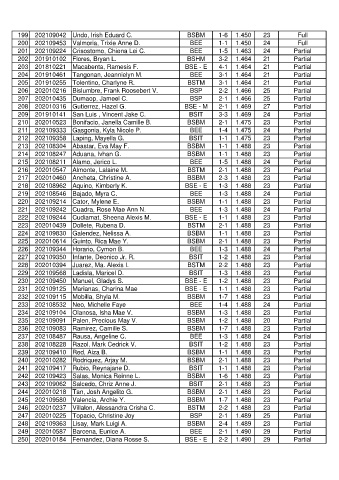 199 202109042 Undo, Irish Eduard C. BSBM 1-6 1.450 23 Full
200 202109453 Valmoria, Trixie Anne D. BEE 1-1 1.450 24 Full
201 202109224 Criastomo, Chena Lei C. BEE 1-5 1.463 24 Partial
202 201910102 Flores, Bryan L. BSHM 3-2 1.464 21 Partial
203 201810221 Macabenta, Ramesis F. BSE - E 4-1 1.464 21 Partial
204 201910461 Tangonan, Jeannielyn M. BEE 3-1 1.464 21 Partial
205 201910255 Tolentino, Charlyne R. BSTM 3-1 1.464 21 Partial
206 202010216 Bislumbre, Frank Roosebert V. BSP 2-2 1.466 25 Partial
207 202010435 Dumaop, Jameel C. BSP 2-1 1.466 25 Partial
208 202010316 Gutierrez, Hazel G. BSE - M 2-1 1.469 27 Partial
209 201910141 San Luis , Vincent Jake C. BSIT 3-3 1.469 24 Partial
210 202010523 Bonifacio, Janella Camille B. BSBM 2-1 1.475 23 Partial
211 202109333 Gasgonia, Kyla Nicole P. BEE 1-4 1.475 24 Partial
212 202109358 Laping, Mayella G. BSIT 1-1 1.475 23 Partial
213 202108304 Abastar, Eva May F. BSBM 1-1 1.488 23 Partial
214 202108247 Aduana, Ivhan G. BSBM 1-1 1.488 23 Partial
215 202108211 Alamo, Jerico L. BEE 1-5 1.488 24 Partial
216 202010547 Almonte, Lalaine M. BSTM 2-1 1.488 23 Partial
217 202010460 Ancheta, Christine A. BSBM 2-3 1.488 23 Partial
218 202108962 Aquino, Kimberly K. BSE - E 1-3 1.488 23 Partial
219 202108546 Bajado, Myra C. BEE 1-3 1.488 24 Partial
220 202109214 Cator, Mylene E. BSBM 1-1 1.488 23 Partial
221 202109242 Cuadra, Rose Mae Ann N. BEE 1-3 1.488 24 Partial
222 202109244 Cudiamat, Sheena Alexis M. BSE - E 1-1 1.488 23 Partial
223 202010439 Dollete, Rubena D. BSTM 2-1 1.488 23 Partial
224 202109830 Galendez, Nelissa A. BSBM 1-1 1.488 23 Partial
225 202010614 Guinto, Rica Mae Y. BSBM 2-1 1.488 23 Partial
226 202109344 Horario, Cymon B. BEE 1-3 1.488 24 Partial
227 202109350 Infante, Deonico Jr. R. BSIT 1-2 1.488 23 Partial
228 202010394 Juanez, Ma. Alexis I. BSTM 2-2 1.488 23 Partial
229 202109568 Ladisla, Maricel D. BSIT 1-3 1.488 23 Partial
230 202109450 Manuel, Gladys S. BSE - E 1-2 1.488 23 Partial
231 202109125 Marianas, Charina Mae BSE - E 1-1 1.488 23 Partial
232 202109115 Mobilla, Shyla M. BSBM 1-7 1.488 23 Partial
233 202108532 Neo, Michelle Faye BEE 1-4 1.488 24 Partial
234 202109104 Olanosa, Isha Mae V. BSBM 1-3 1.488 23 Partial
235 202109091 Palen, Precious May V. BSBM 1-2 1.488 20 Partial
236 202109083 Ramirez, Camille S. BSBM 1-7 1.488 23 Partial
237 202108487 Rausa, Angeline C. BEE 1-3 1.488 24 Partial
238 202108228 Razal, Mark Cedrick V. BSIT 1-2 1.488 23 Partial
239 202109410 Red, Aiza B. BSBM 1-1 1.488 23 Partial
240 202010282 Rodriguez, Arjay M. BSBM 2-1 1.488 23 Partial
241 202109417 Rubio, Reynajane D. BSIT 1-1 1.488 23 Partial
242 202109423 Salas, Monica Reinne L. BSBM 1-6 1.488 23 Partial
243 202109062 Salcedo, Chriz Anne J. BSIT 2-1 1.488 23 Partial
244 202010218 Tan, Josh Angelito G. BSBM 2-1 1.488 23 Partial
245 202109580 Valencia, Archie Y. BSBM 1-7 1.488 23 Partial
246 202010237 Villalon, Alessandra Crisha C. BSTM 2-2 1.488 23 Partial
247 202010225 Topacio, Christine Joy BSP 2-1 1.489 25 Partial
248 202109363 Lisay, Mark Luigi A. BSBM 2-4 1.489 23 Partial
249 202010587 Barcena, Eunice A. BEE 2-1 1.490 29 Partial
250 202010184 Fernandez, Diana Rosse S. BSE - E 2-2 1.490 29 Partial